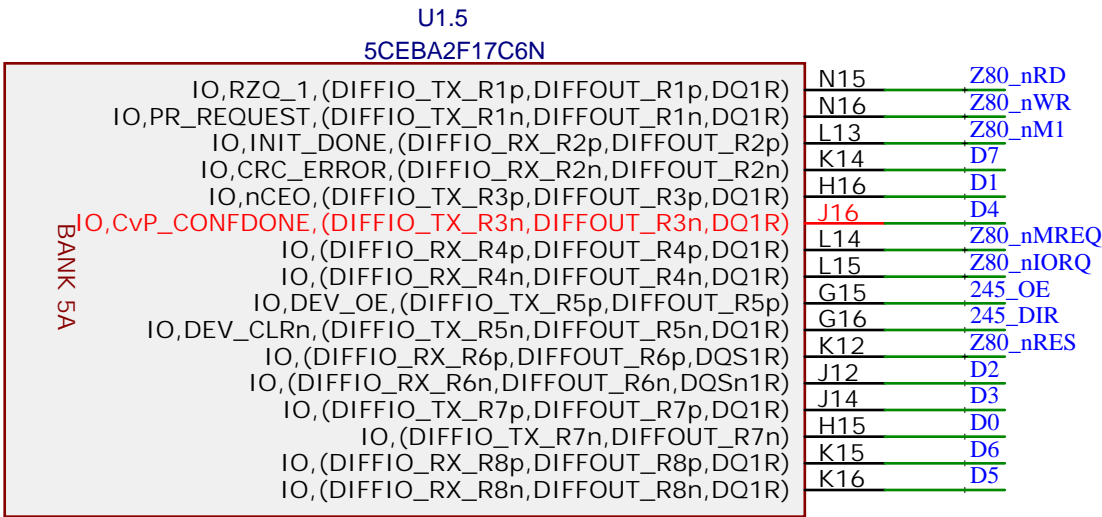 U1.5
5CEBA2F17C6N
BANK 5A
IO,RZQ_1,(DIFFIO_TX_R1p,DIFFOUT_R1p,DQ1R) N15 Z80_nRD
IO,PR_REQUEST,(DIFFIO_TX_R1n,DIFFOUT_R1n,DQ1R) N16 Z80_nWR
IO,INIT_DONE,(DIFFIO_RX_R2p,DIFFOUT_R2p) L13 Z80_nM1
IO,CRC_ERROR,(DIFFIO_RX_R2n,DIFFOUT_R2n) K14 D7
IO,nCEO,(DIFFIO_TX_R3p,DIFFOUT_R3p,DQ1R) H16 D1
IO,CvP_CONFDONE,(DIFFIO_TX_R3n,DIFFOUT_R3n,DQ1R) J16 D4
IO,(DIFFIO_RX_R4p,DIFFOUT_R4p,DQ1R) L14 Z80_nMREQ
IO,(DIFFIO_RX_R4n,DIFFOUT_R4n,DQ1R) L15 Z80_nIORQ
IO,DEV_OE,(DIFFIO_TX_R5p,DIFFOUT_R5p) G15 245_OE
IO,DEV_CLRn,(DIFFIO_TX_R5n,DIFFOUT_R5n,DQ1R) G16 245_DIR
IO,(DIFFIO_RX_R6p,DIFFOUT_R6p,DQS1R) K12 Z80_nRES
IO,(DIFFIO_RX_R6n,DIFFOUT_R6n,DQSn1R) J12 D2
IO,(DIFFIO_TX_R7p,DIFFOUT_R7p,DQ1R) J14 D3
IO,(DIFFIO_TX_R7n,DIFFOUT_R7n) H15 D0
IO,(DIFFIO_RX_R8p,DIFFOUT_R8p,DQ1R) K15 D6
IO,(DIFFIO_RX_R8n,DIFFOUT_R8n,DQ1R) K16 D5